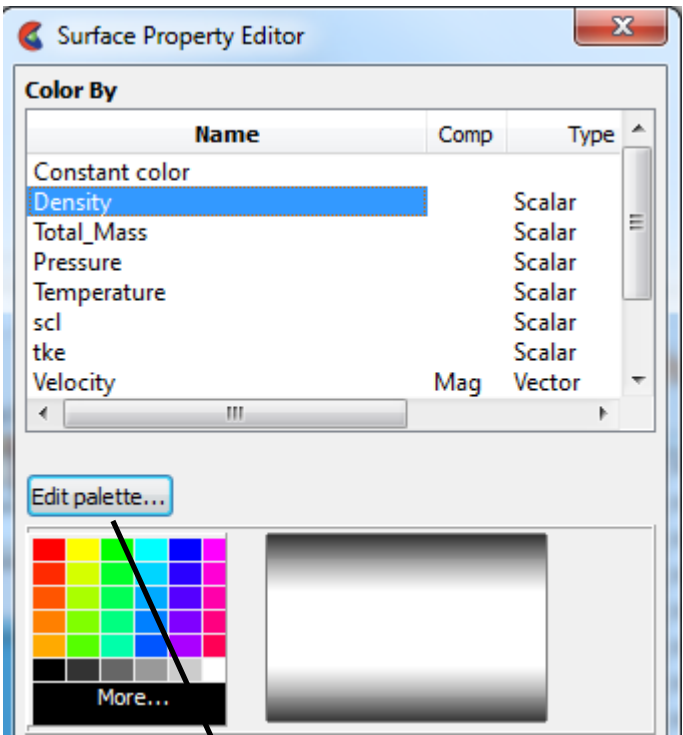 Surface Property Editor
Color By
Name Comp Type
Constant color
Density Scalar
Total_Mass Scalar
Pressure Scalar
Temperature Scalar
scl Scalar
tke Scalar
Velocity Mag Vector
Edit palette...
More...